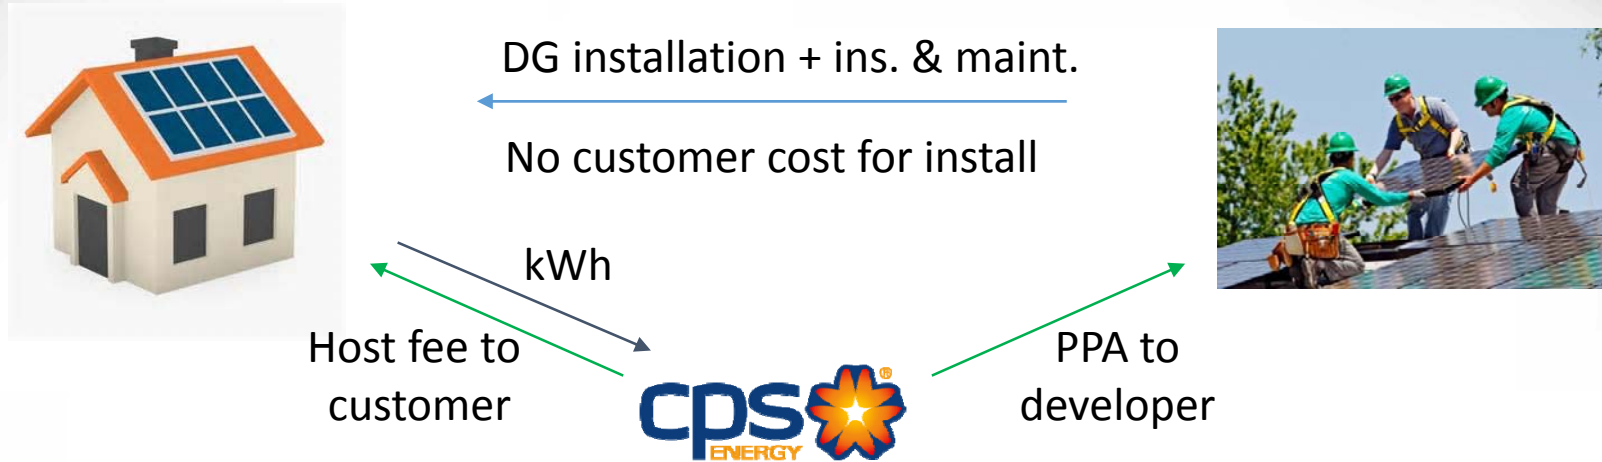 DG installation + ins. & maint.
No customer cost for install
kWh
Host fee to
customer
PPA to
developer
cps®
ENERGY